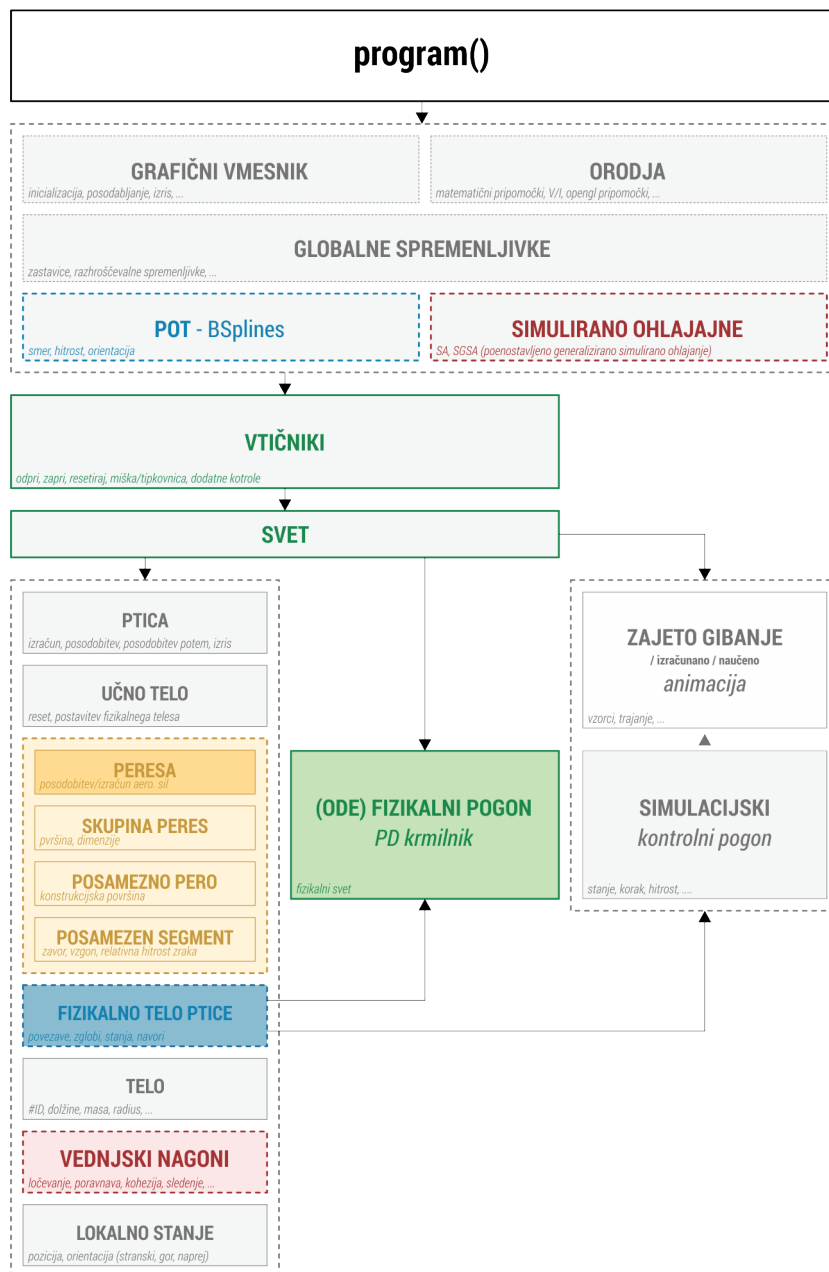 program()
GRAFIČNI VMESNIK
inicializacija, posodabljanje, izris, ...
ORODJA
matematični pripomočki, V/I, opengl pripomočki, ...
GLOBALNE SPREMENLJIVKE
zastavice, razhroščevalne spremenljivke, ...
POT - BSplines
smer, hitrost, orientacija
SIMULIRANO OHLAJAJNE
SA, SGSA (poenostavljeno generalizirano simulirano ohlajanje)
VTIČNIKI
odpri, zapri, resetiraj, miška/tipkovnica, dodatne kotrole
SVET
PTICA
izračun, posodobitev, posodobitev potem, izris
UČNO TELO
reset, postavitev fizikalnega telesa
PERESA
posodobitev/izračun aero. sil
SKUPINA PERES
pvršina, dimenzije
POSAMEZNO PERO
konstrukcijska površina
POSAMEZEN SEGMENT
zavor, vzgon, relativna hitrost zraka
FIZIKALNO TELO PTICE
povezave, zglobi, stanja, navori
TELO
#ID, dolžine, masa, radius, ...
VEDNJSKI NAGONI
ločevanje, poravnava, kohezija, sledenje, ...
LOKALNO STANJE
pozicija, orientacija (stranski, gor, naprej)
(ODE) FIZIKALNI POGON
PD krmilnik
fizikalni svet
ZAJETO GIBANJE
/ izračunano / naučeno
animacija
vzorci, trajanje, ...
SIMULACIJSKI
kontrolni pogon
stanje, korak, hitrost, ....